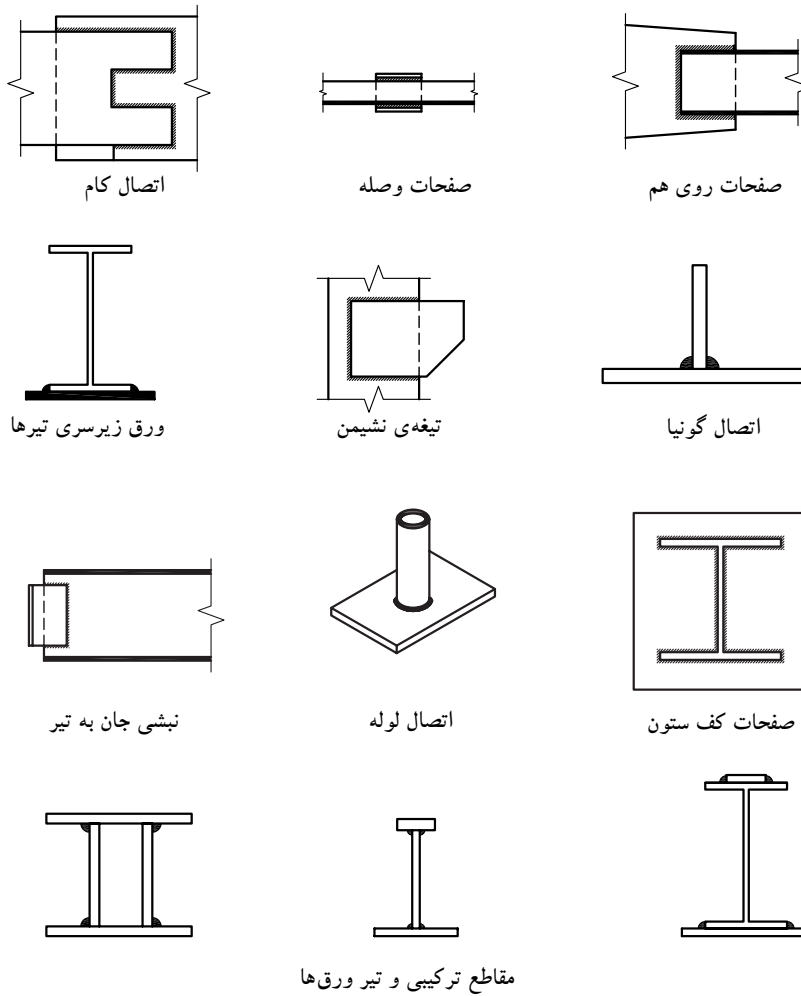 صفحات روی هم
صفحات وصله
اتصال کام
اتصال گونیا
تیغه‌ی نشیمن
ورق زیرسری تیرها
صفحات کف ستون
اتصال لوله
نبشی جان به تیر
مقاطع ترکیبی و تیر ورق‌ها